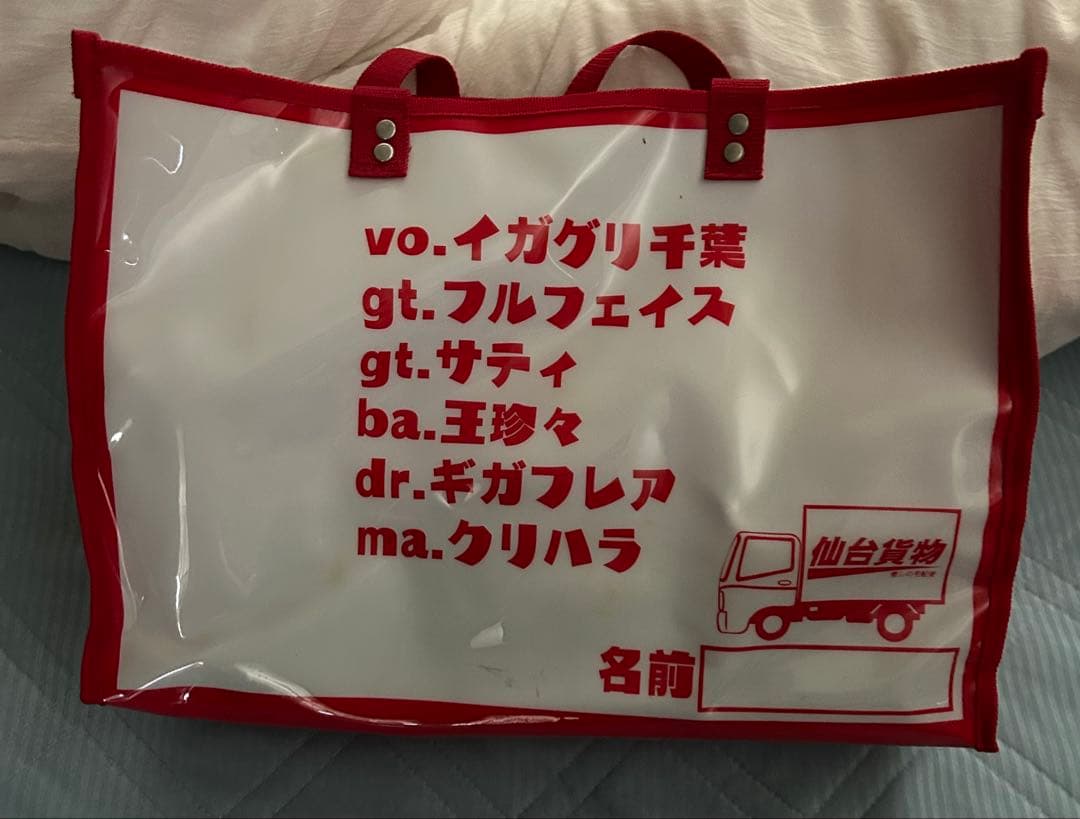 vo.イガグリ千葉
gt.フルフェイス
gt.サティ
ba.王珍々
dr.ギガフレア
ma.クリハラ
仙台貨物
名前